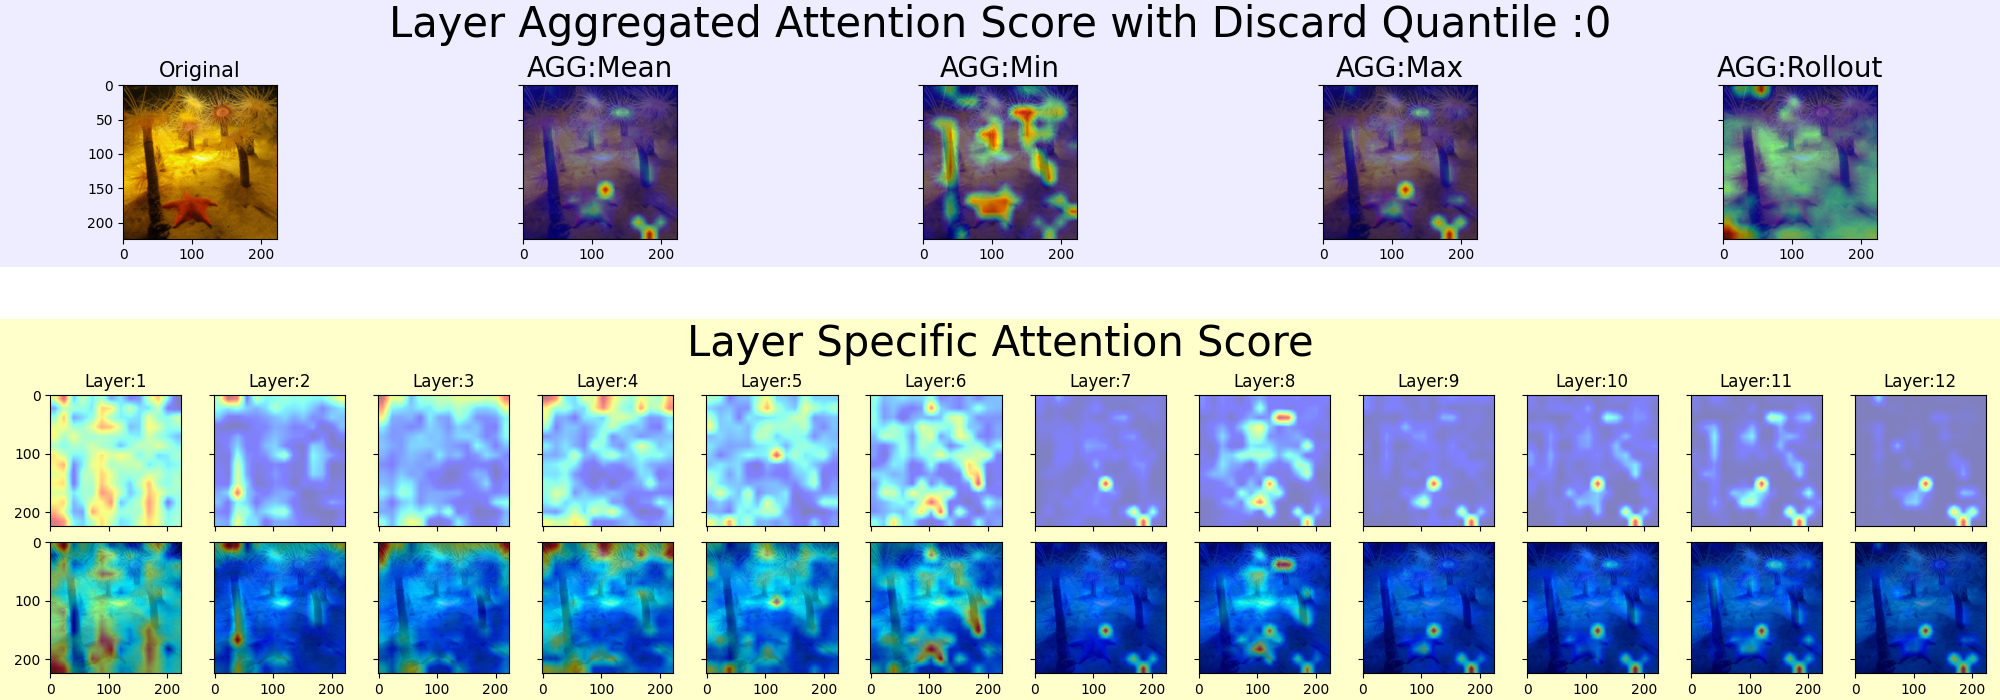 Layer Aggregated Attention Score with Discard Quantile :0
Original AGG:Mean AGG:Min AGG:Max AGG:Rollout
0
50
100
150
200
0 100 200 0 100 200 0 100 200 0 100 200 0 100 200
Layer Specific Attention Score
Layer:1 Layer:2 Layer:3 Layer:4 Layer:5 Layer:6 Layer:7 Layer:8 Layer:9 Layer:10 Layer:11 Layer:12
0
100
200
0
100
200
0 100 200 0 100 200 0 100 200 0 100 200 0 100 200 0 100 200 0 100 200 0 100 200 0 100 200 0 100 200 0 100 200 0 100 200